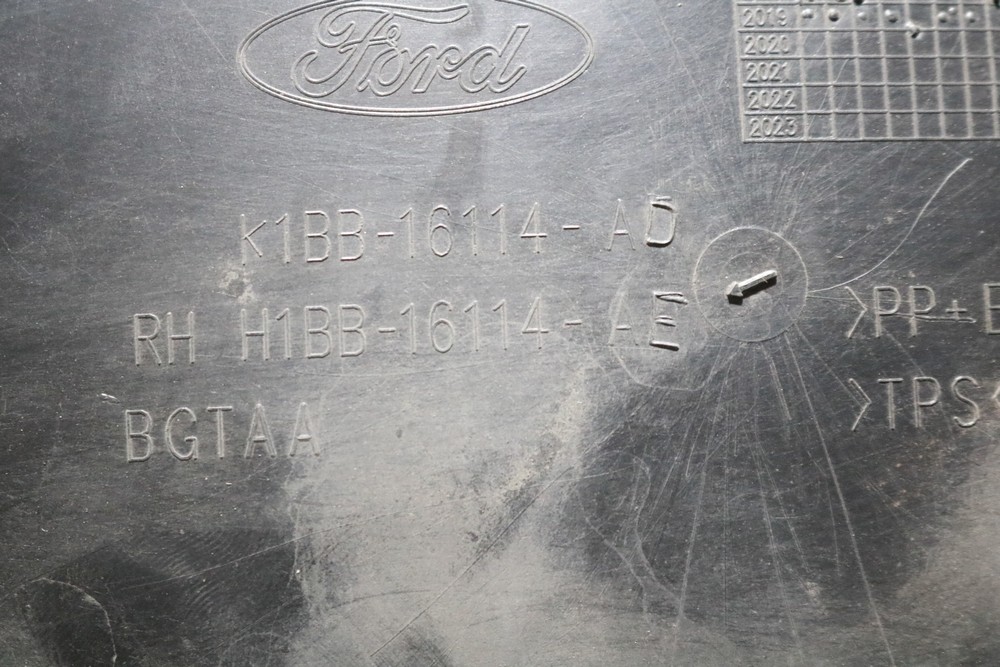 Ford
2019
2020
2021
2022
2023
K1BB-16114-AD
RH H1BB-16114-AE
BGTAA
>PP+E
>TPS<